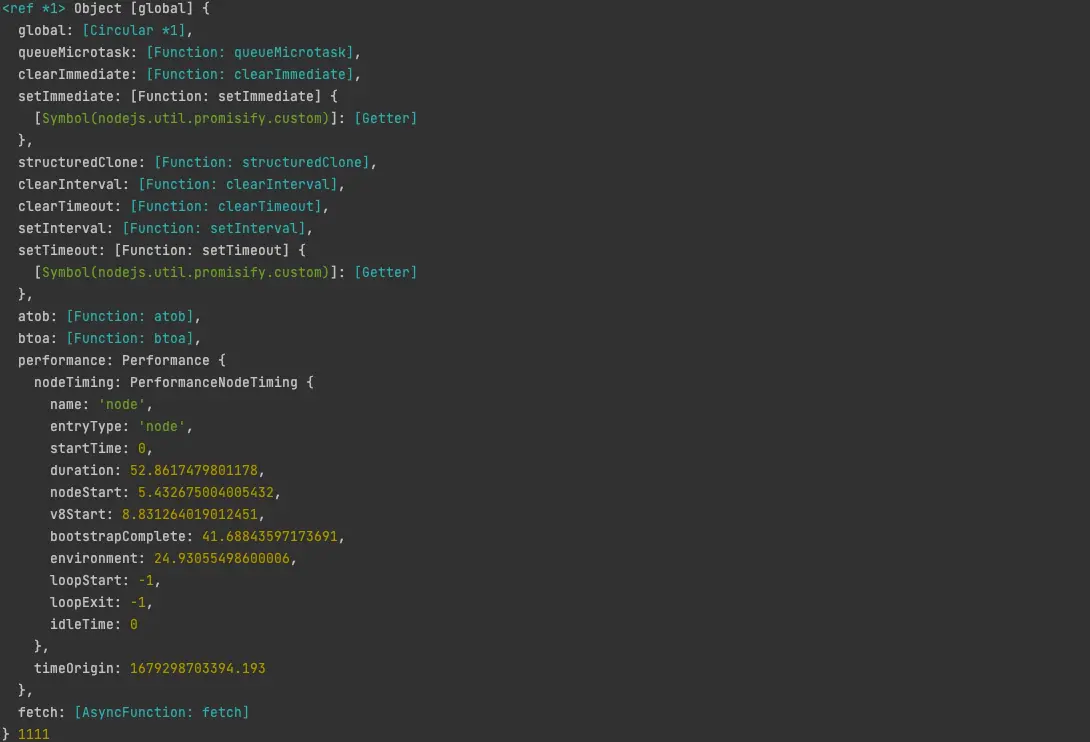 <ref *1> Object [global] {
  global: [Circular *1],
  queueMicrotask: [Function: queueMicrotask],
  clearImmediate: [Function: clearImmediate],
  setImmediate: [Function: setImmediate] {
    [Symbol(nodejs.util.promisify.custom)]: [Getter]
  },
  structuredClone: [Function: structuredClone],
  clearInterval: [Function: clearInterval],
  clearTimeout: [Function: clearTimeout],
  setInterval: [Function: setInterval],
  setTimeout: [Function: setTimeout] {
    [Symbol(nodejs.util.promisify.custom)]: [Getter]
  },
  atob: [Function: atob],
  btoa: [Function: btoa],
  performance: Performance {
    nodeTiming: PerformanceNodeTiming {
      name: 'node',
      entryType: 'node',
      startTime: 0,
      duration: 52.8617479801178,
      nodeStart: 5.432675004005432,
      v8Start: 8.831264019012451,
      bootstrapComplete: 41.68843597173691,
      environment: 24.93055498600006,
      loopStart: -1,
      loopExit: -1,
      idleTime: 0
    },
    timeOrigin: 1679298703394.193
  },
  fetch: [AsyncFunction: fetch]
} 1111